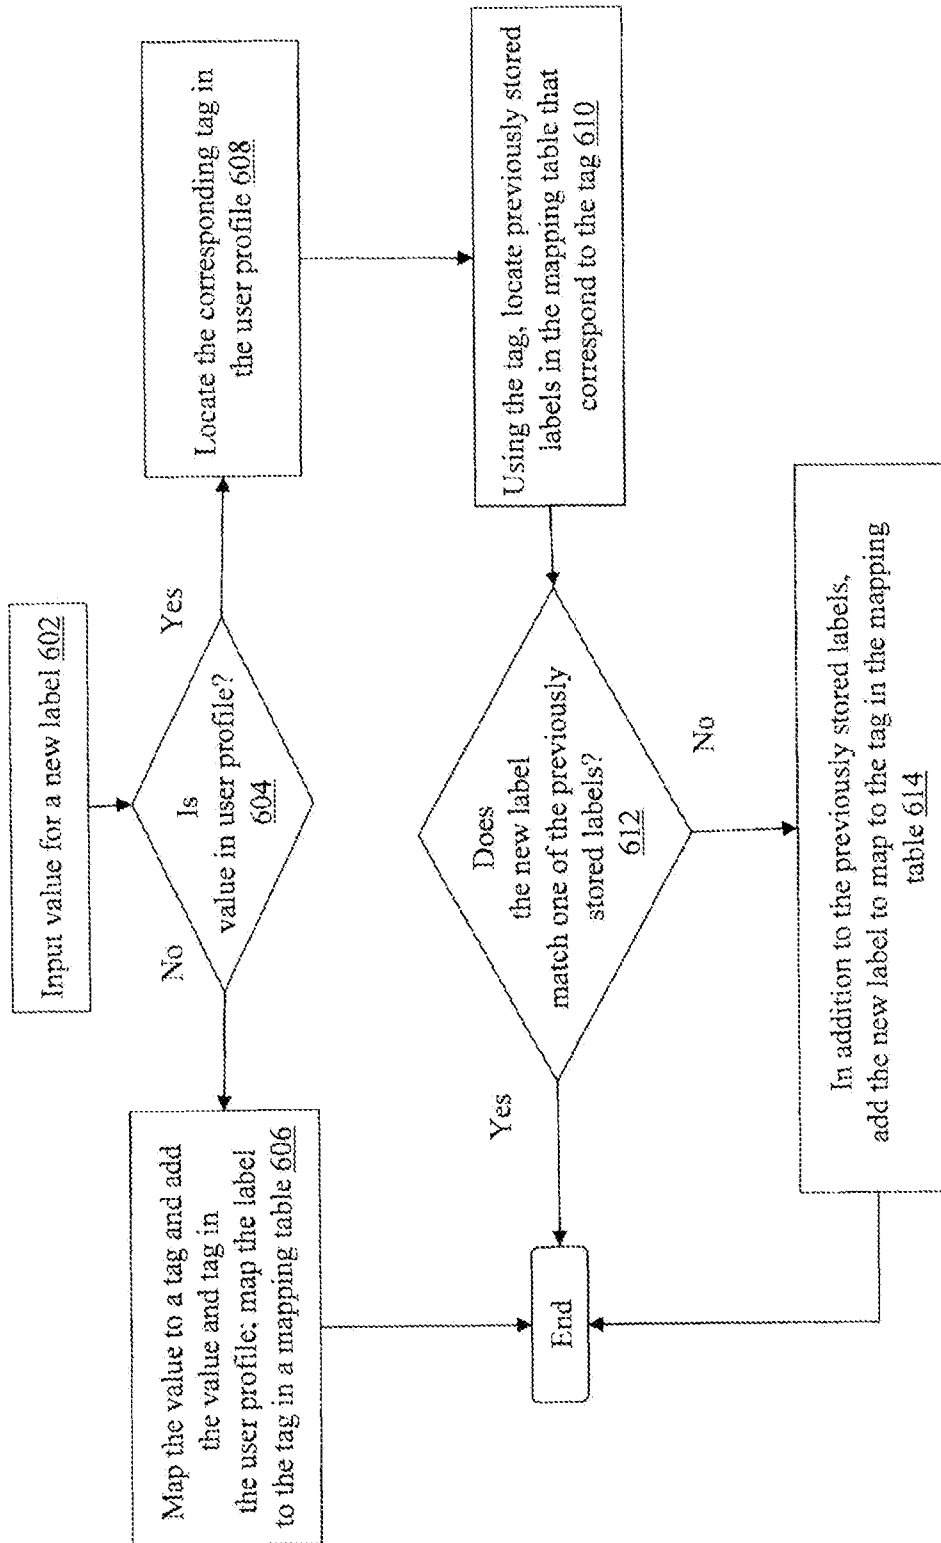 Input value for a new label 602
Is
value in user profile?
604
No
Yes
Map the value to a tag and add
the value and tag in
the user profile; map the label
to the tag in a mapping table 606
Locate the corresponding tag in
the user profile 608
Using the tag, locate previously stored
labels in the mapping table that
correspond to the tag 610
Does
the new label
match one of the previously
stored labels?
612
Yes
No
End
In addition to the previously stored labels,
add the new label to map to the tag in the mapping
table 614